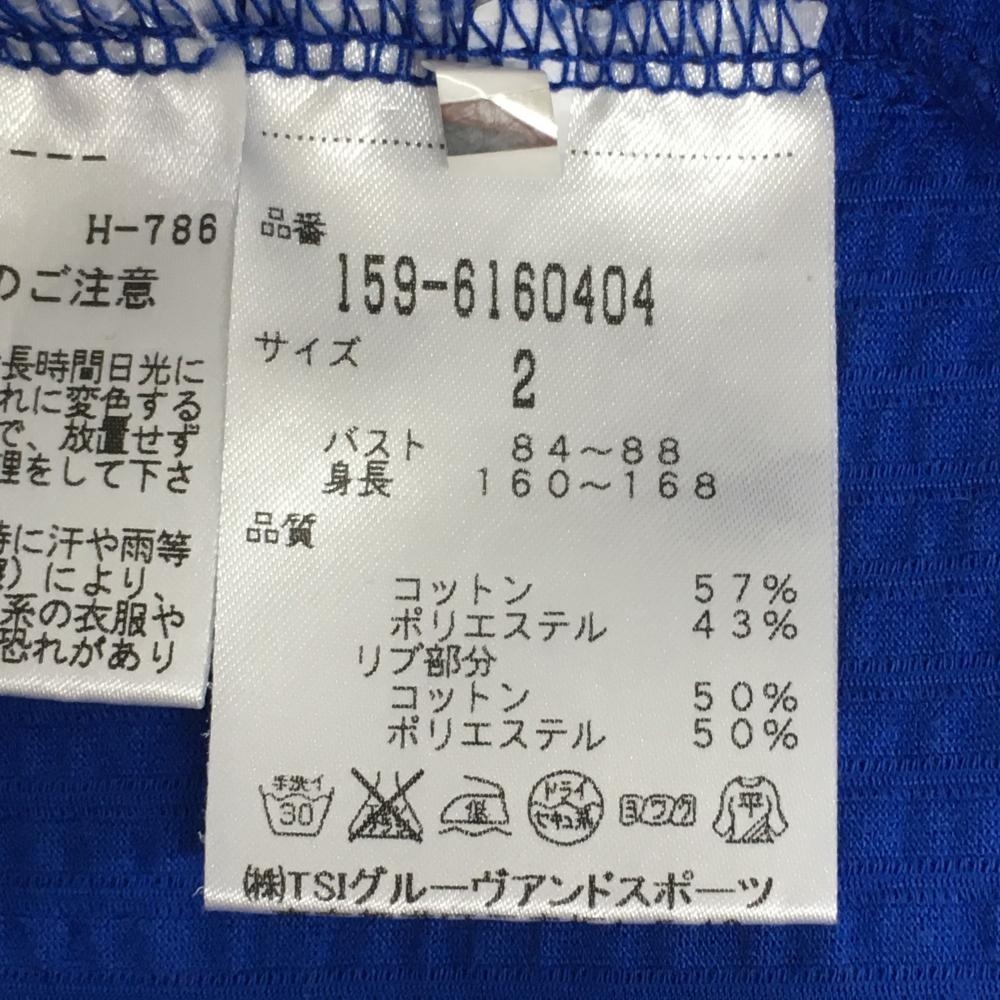 H-786
のご注意
長時間日光に
れに変色する
で、放置せず
理をして下さ
時に汗や雨等
により、
系の衣服や
恐れがあり
品番
159-6160404
サイズ
2
バスト 84〜88
身長 160〜168
品質
コットン 57%
ポリエステル 43%
リブ部分
コットン 50%
ポリエステル 50%
手洗イ
30
低
ドライ
セキユ系
ヨワク
平
(株)TSIグルーヴアンドスポーツ